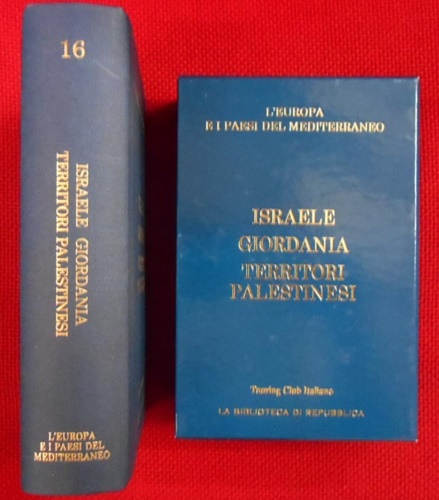 16
ISRAELE GIORDANIA
TERRITORI PALESTINESI
L'EUROPA
E I PAESI DEL
MEDITERRANEO
L'EUROPA
E I PAESI DEL MEDITERRANEO
ISRAELE
GIORDANIA
TERRITORI
PALESTINESI
Touring Club Italiano
LA BIBLIOTECA DI REPUBBLICA